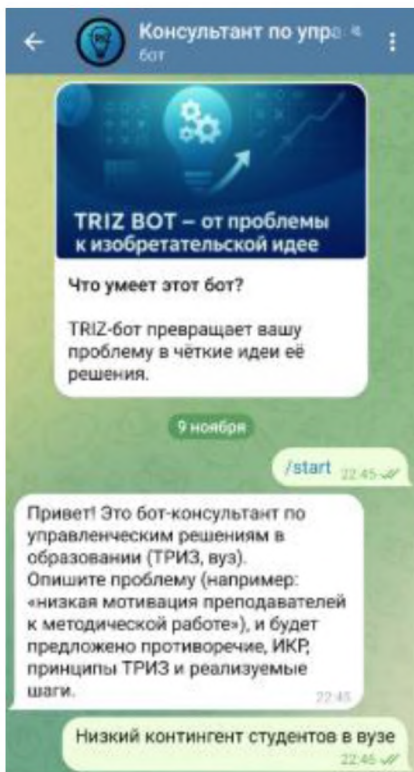 Консультант по упра
бот
TRIZ BOT – от проблемы
к изобретательской идее
Что умеет этот бот?
TRIZ-бот превращает вашу
проблему в чёткие идеи её
решения.
9 ноября
/start 22:45
Привет! Это бот-консультант по
управленческим решениям в
образовании (ТРИЗ, вуз).
Опишите проблему (например:
«низкая мотивация преподавателей
к методической работе»), и будет
предложено противоречие, ИКР,
принципы ТРИЗ и реализуемые
шаги.
22:45
Низкий контингент студентов в вузе
22:45